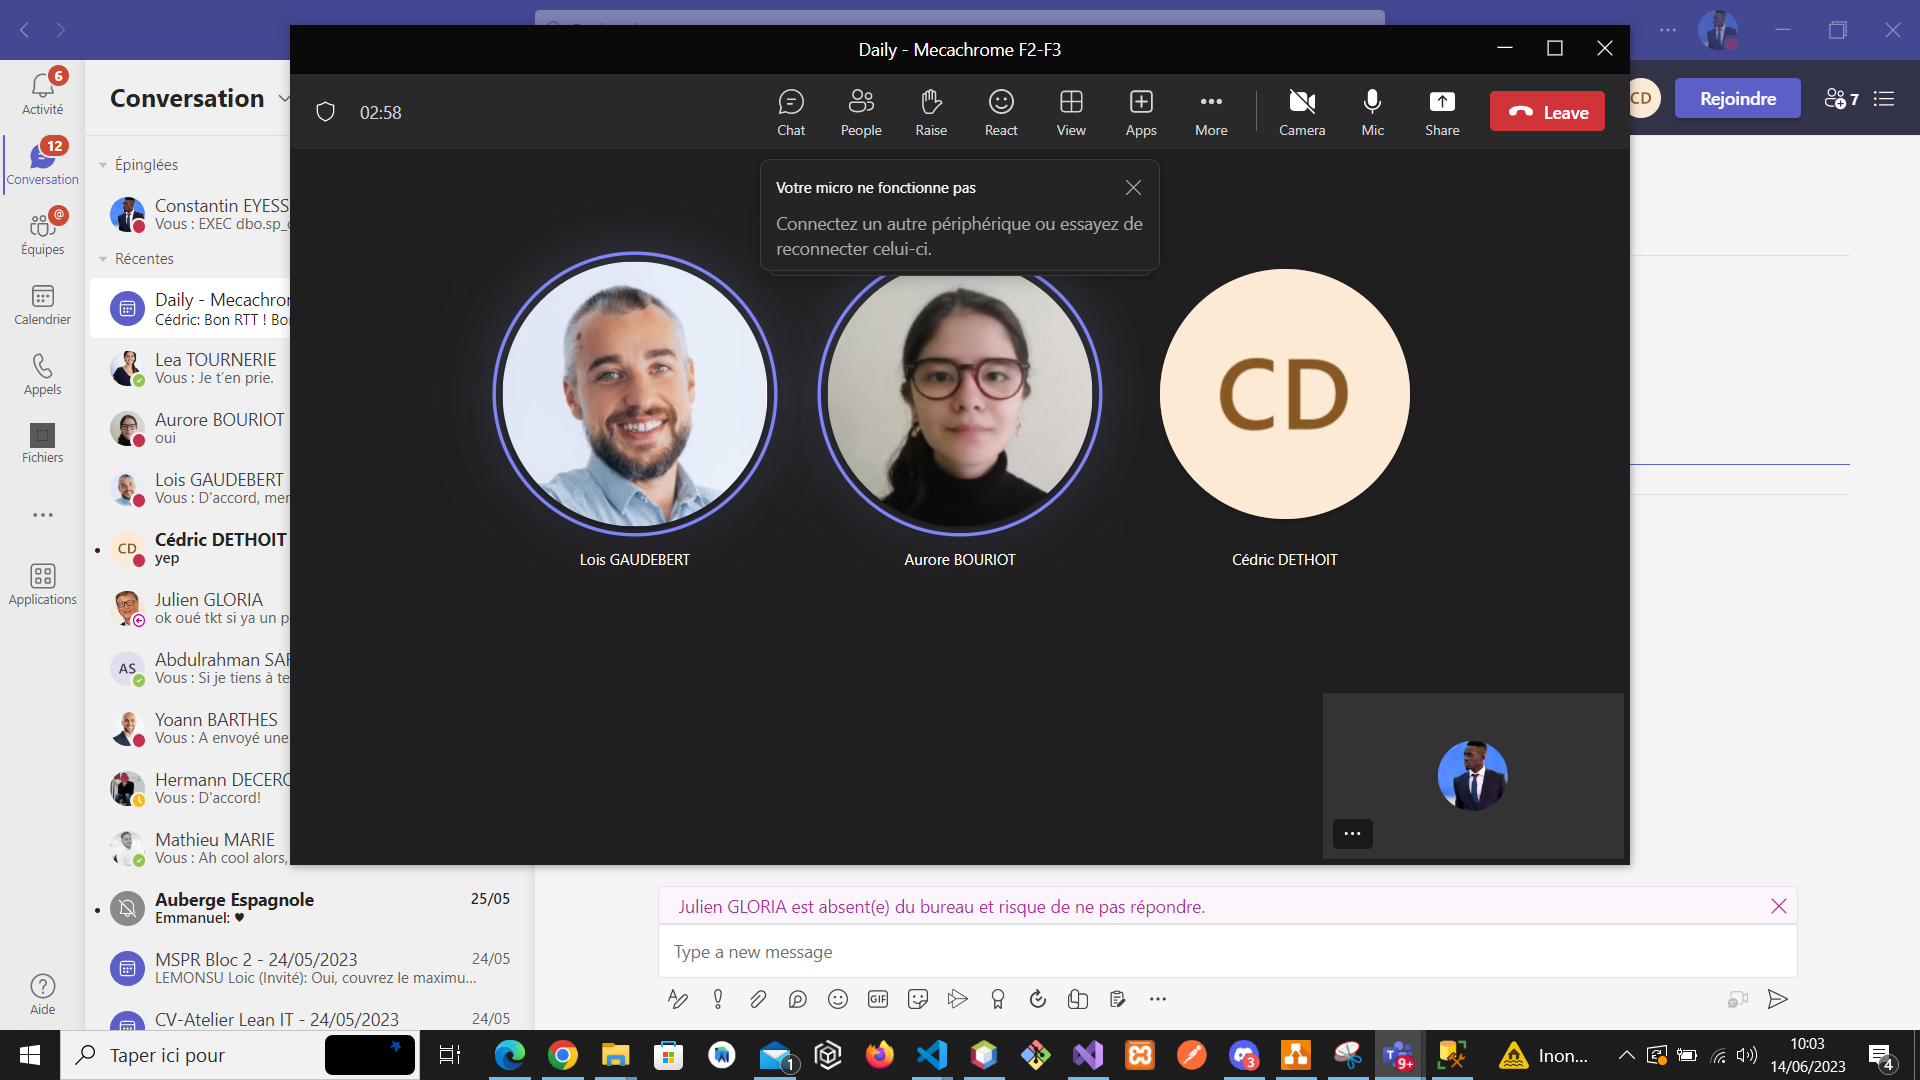 Daily - Mecachrome F2-F3
02:58
Chat
People
Raise
React
View
Apps
More
Camera
Mic
Share
Leave
Votre micro ne fonctionne pas
Connectez un autre périphérique ou essayez de
reconnecter celui-ci.
CD
Lois GAUDEBERT
Aurore BOURIOT
Cédric DETHOIT
CD
Rejoindre
7
6
Activité
12
Conversation
@
Équipes
Calendrier
Appels
Fichiers
Applications
Aide
Conversation
Épinglées
Constantin EYESS
Vous : EXEC dbo.sp_
Récentes
Daily - Mecachro
Cédric: Bon RTT ! Bo
Lea TOURNERIE
Vous : Je t'en prie.
Aurore BOURIOT
oui
Lois GAUDEBERT
Vous : D'accord, mer
CD
Cédric DETHOIT
yep
Julien GLORIA
ok oué tkt si ya un p
AS
Abdulrahman SA
Vous : Si je tiens à te
Yoann BARTHES
Vous : A envoyé une
Hermann DECERC
Vous : D'accord!
Mathieu MARIE
Vous : Ah cool alors,
Auberge Espagnole
25/05
Emmanuel: ♥
MSPR Bloc 2 - 24/05/2023
24/05
LEMONSU Loic (Invité): Oui, couvrez le maximu...
CV-Atelier Lean IT - 24/05/2023
24/05
Julien GLORIA est absent(e) du bureau et risque de ne pas répondre.
Type a new message
GIF
Taper ici pour
1
3
9+
Inon...
10:03
14/06/2023
4